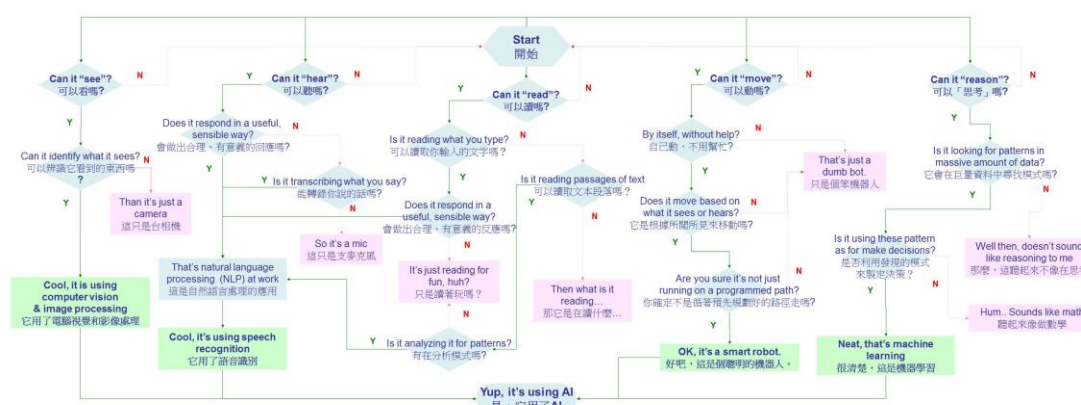 Start
開始
Can it “see”?
可以看嗎?
N
Y
Can it identify what it sees?
可以辨識它看到的東西嗎
?
N
Than it's just a
camera
這只是台相機
Y
Cool, it is using
computer vision
& image processing
它用了電腦視覺和影像處理
Can it “hear”?
可以聽嗎?
N
Y
Does it respond in a useful,
sensible way?
會做出合理、有意義的回應嗎?
N
Y
Is it transcribing what you say?
能轉錄你說的話嗎?
Y
N
So it's a mic
這只是支麥克風
That's natural language
processing (NLP) at work
這是自然語言處理的應用
Cool, it's using speech
recognition
它用了語音識別
Y
Can it “read”?
可以讀嗎?
N
Y
Is it reading what you type?
可以讀取你輸入的文字嗎?
N
Y
Is it reading passages of text
可以讀取文本段落嗎?
N
Y
Does it respond in a
useful, sensible way?
會做出合理、有意義的反應嗎?
Y
N
It's just reading for
fun, huh?
只是讀著玩嗎?
N
Is it analyzing it for patterns?
有在分析模式嗎?
Y
Then what is it
reading…
那它是在讀什麼…
Y
Can it “move”?
可以動嗎?
N
Y
By itself, without help?
自己動，不用幫忙?
N
That's just a
dumb bot.
只是個笨機器人
Y
Does it move based on
what it sees or hears?
它是根據所聞所見來移動嗎?
N
Y
Are you sure it's not just
running on a programmed path?
你確定不是循著預先規劃好的路徑走嗎?
N
Y
OK, it's a smart robot.
好吧，這是個聰明的機器人。
Can it “reason”?
可以「思考」嗎?
N
Y
Is it looking for patterns in
massive amount of data?
它會在巨量資料中尋找模式嗎?
N
Y
Well then, doesn't sound
like reasoning to me
那麼，這聽起來不像在思
Is it using these pattern
as for make decisions?
是否利用發現的模式
來製定決策?
N
Hum.. Sounds like math
聽起來像做數學
Y
Neat, that's machine
learning
很清楚，這是機器學習
Yup, it's using AI